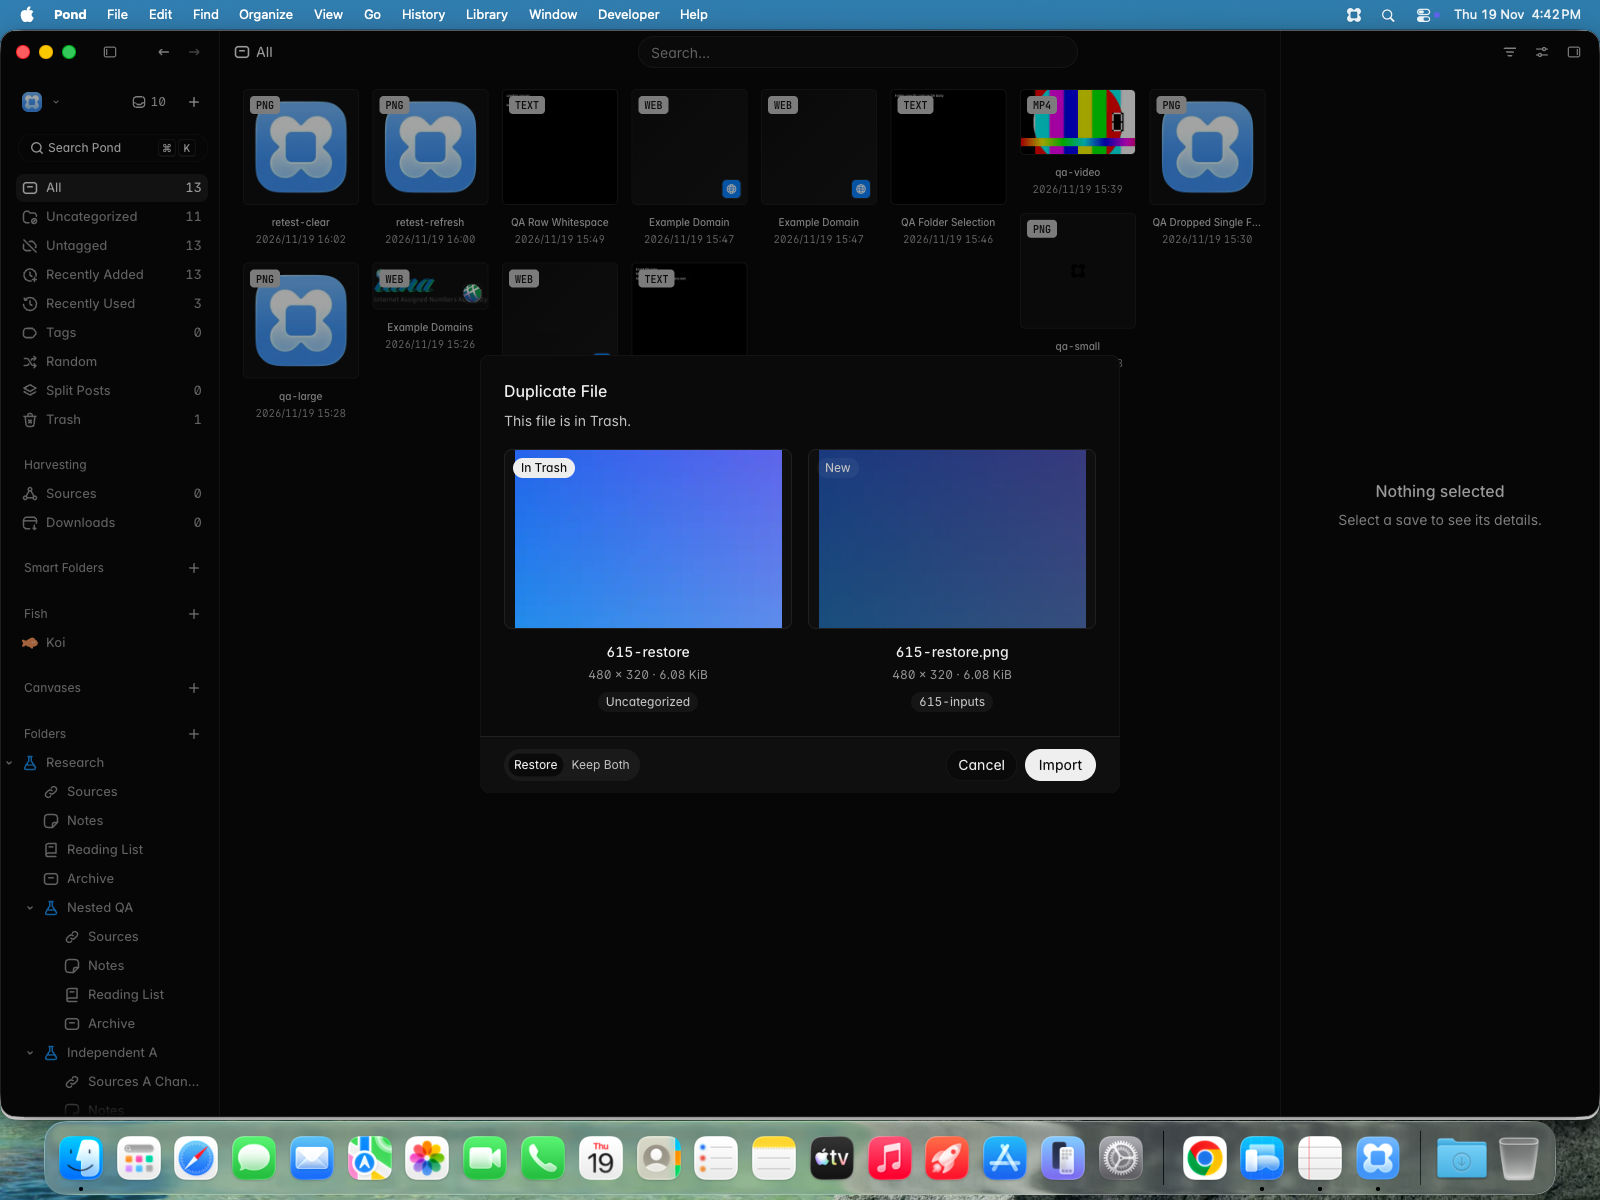 Pond File Edit Find Organize View Go History Library Window Developer Help
Thu 19 Nov 4:42 PM
All
Search...
10
Search Pond ⌘ K
All 13
Uncategorized 11
Untagged 13
Recently Added 13
Recently Used 3
Tags 0
Random
Split Posts 0
Trash 1
Harvesting
Sources 0
Downloads 0
Smart Folders
Fish
Koi
Canvases
Folders
Research
Sources
Notes
Reading List
Archive
Nested QA
Sources
Notes
Reading List
Archive
Independent A
Sources A Chan...
Notes
PNG
retest-clear
2026/11/19 16:02
PNG
retest-refresh
2026/11/19 16:00
TEXT
QA Raw Whitespace
2026/11/19 15:49
WEB
Example Domain
2026/11/19 15:47
WEB
Example Domain
2026/11/19 15:47
TEXT
QA Folder Selection
2026/11/19 15:46
MP4
qa-video
2026/11/19 15:39
PNG
QA Dropped Single F...
2026/11/19 15:30
PNG
qa-large
2026/11/19 15:28
WEB
Example Domains
2026/11/19 15:26
WEB
TEXT
PNG
qa-small
Duplicate File
This file is in Trash.
In Trash
New
615-restore
480 × 320 · 6.08 KiB
Uncategorized
615-restore.png
480 × 320 · 6.08 KiB
615-inputs
Restore Keep Both
Cancel Import
Nothing selected
Select a save to see its details.
Thu
19
tv